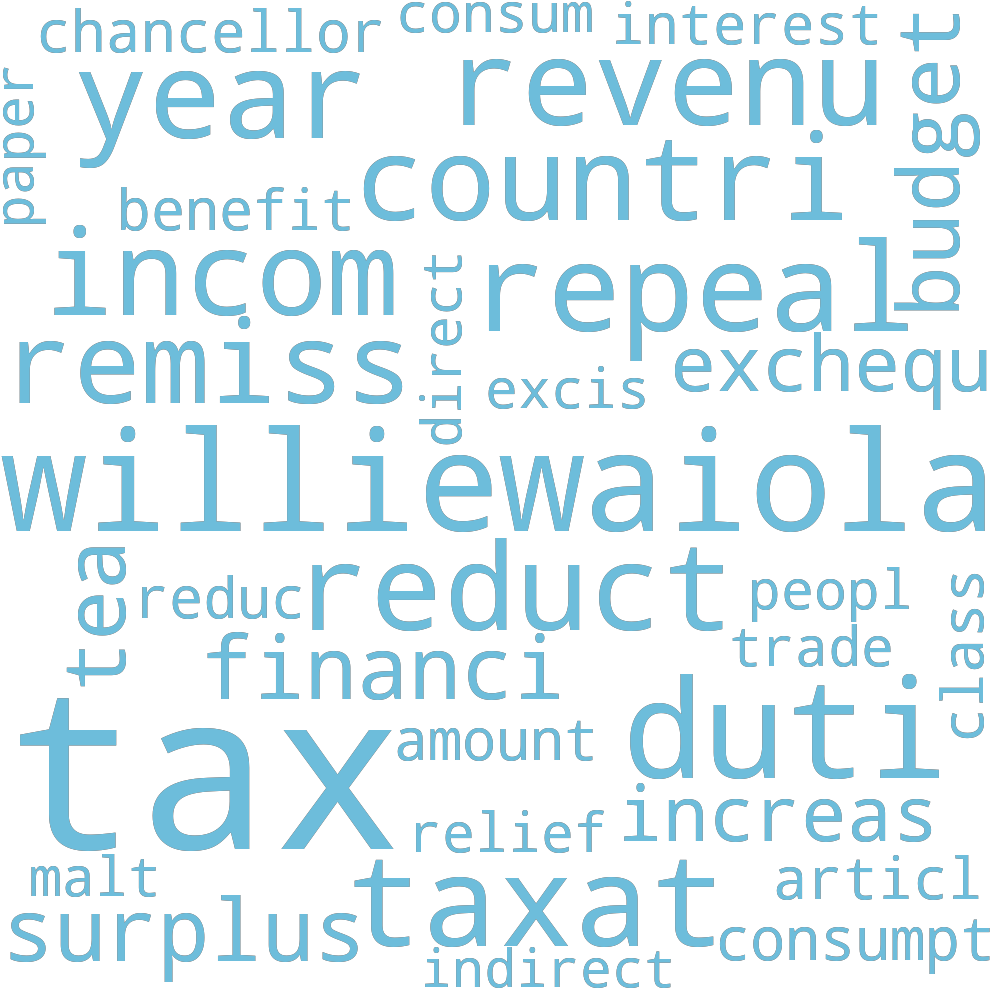 chancellor
consum
interest
budget
paper
year
revenu
countri
benefit
incom
direct
repeal
remiss
excis
exchequ
williewaiola
tea
reduc
reduct
peopl
class
trade
financi
tax
amount
duti
relief
increas
malt
taxat
articl
surplus
consumpt
indirect